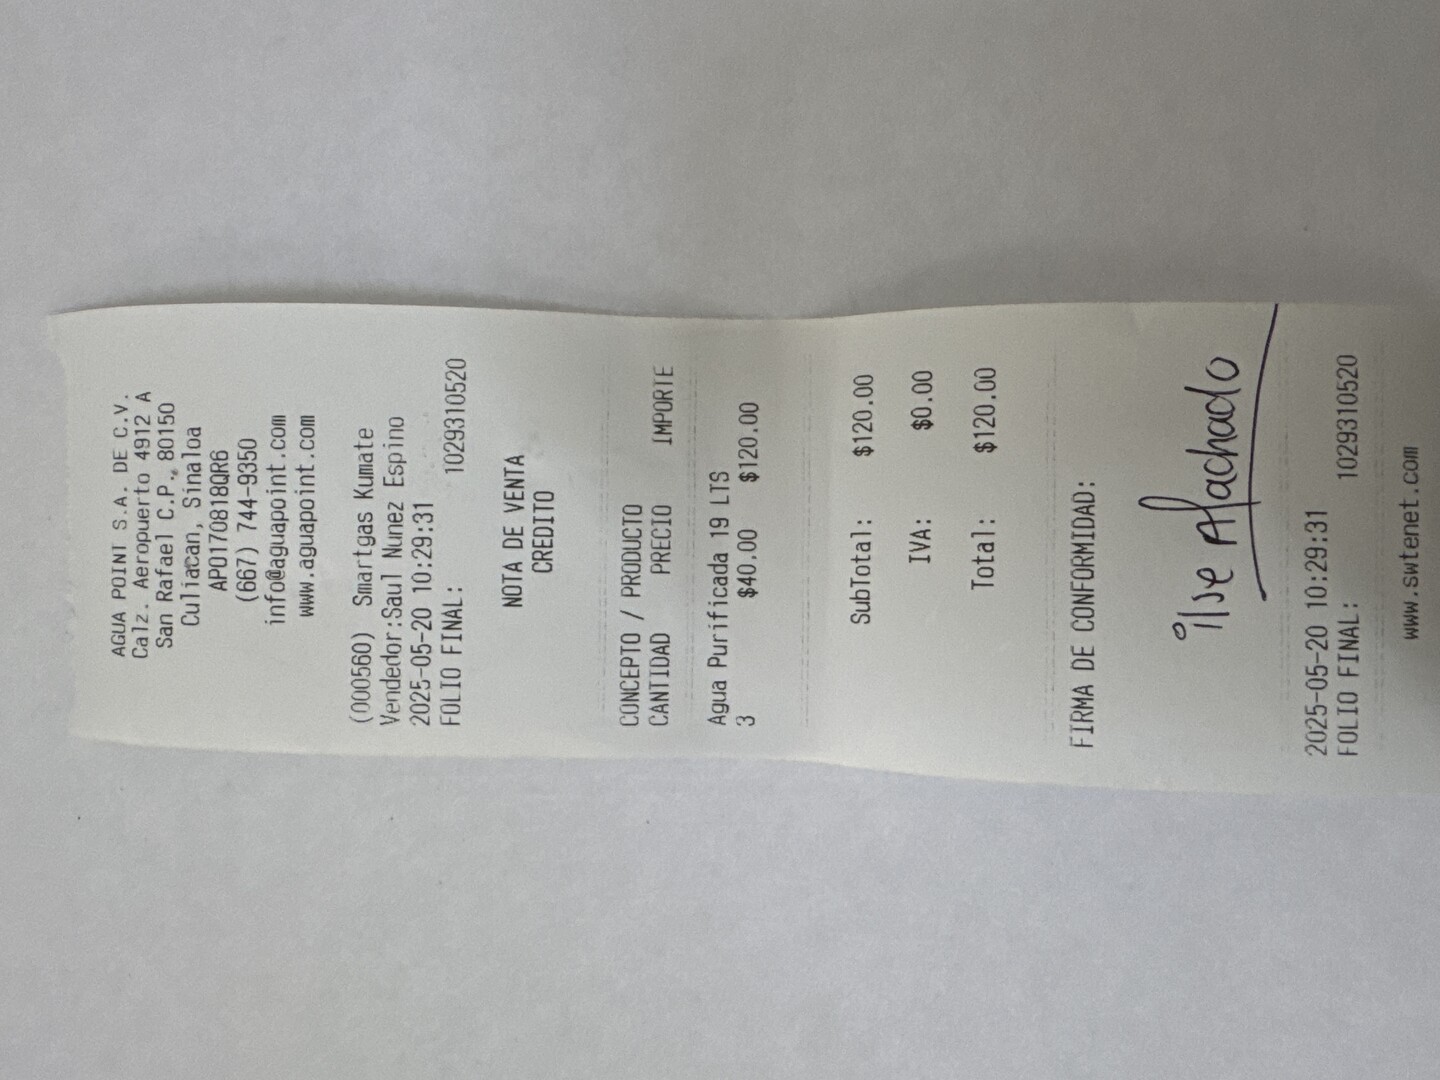 AGUA POINT S.A. DE C.V.
Calz. Aeropuerto 4912 A
San Rafael C.P. 80150
Culiacan, Sinaloa
APO170818QR6
(667) 744-9350
info@aguapoint.com
www.aguapoint.com
(000560) Smartgas Kumate
Vendedor:Saul Nunez Espino
2025-05-20 10:29:31
FOLIO FINAL: 1029310520
NOTA DE VENTA
CREDITO
CONCEPTO / PRODUCTO
CANTIDAD PRECIO IMPORTE
Agua Purificada 19 LTS
3 $40.00 $120.00
SubTotal: $120.00
IVA: $0.00
Total: $120.00
FIRMA DE CONFORMIDAD:
ilse Machado
2025-05-20 10:29:31
FOLIO FINAL: 1029310520
www.swtenet.com